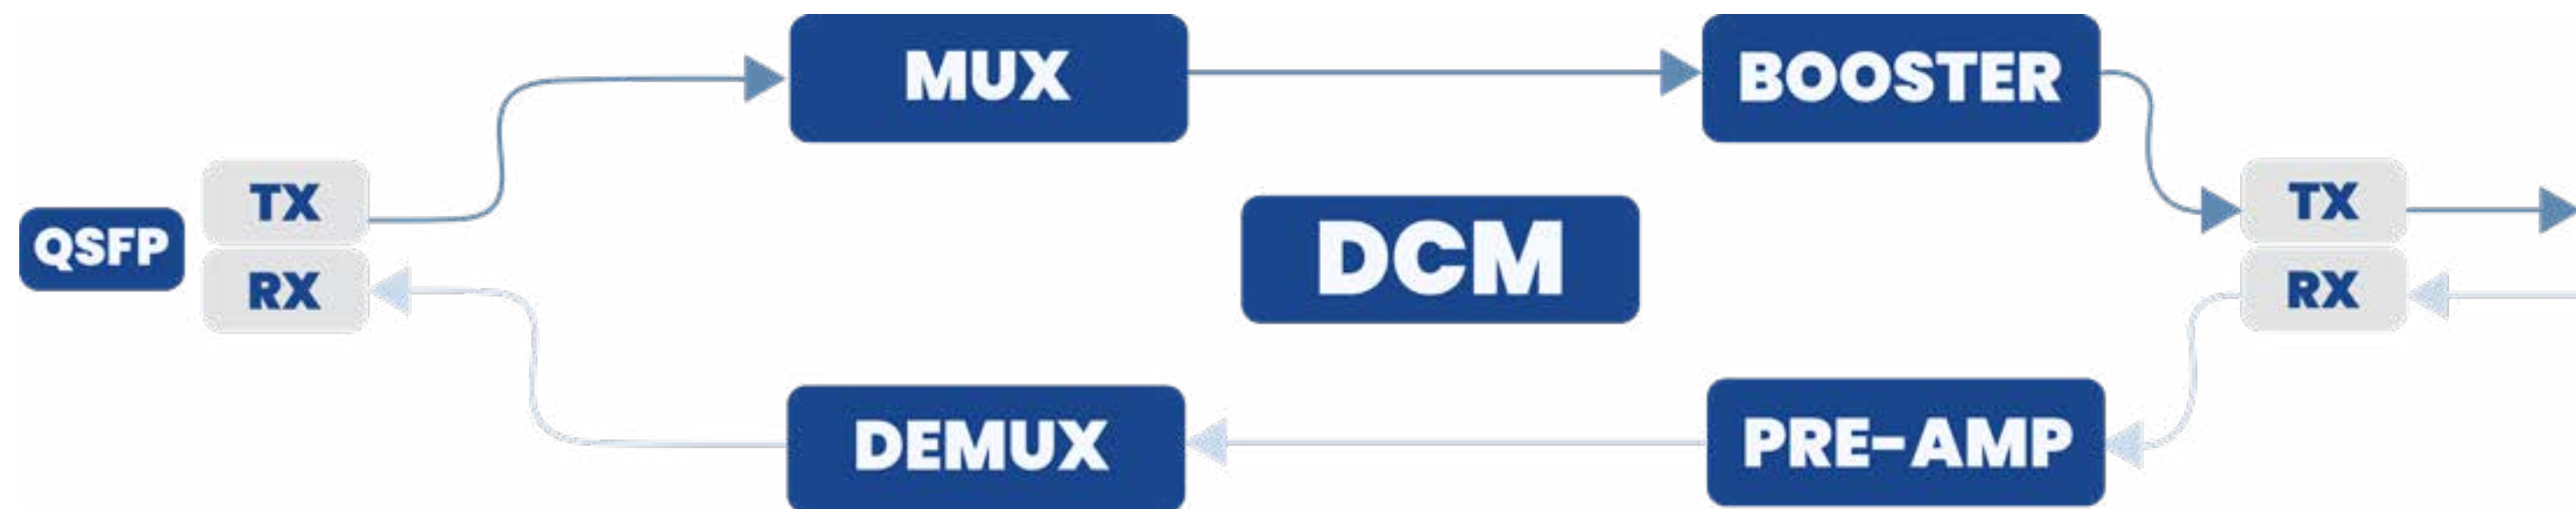 MUX
BOOSTER
TX
TX
QSFP
DCM
RX
RX
DEMUX
PRE-AMP